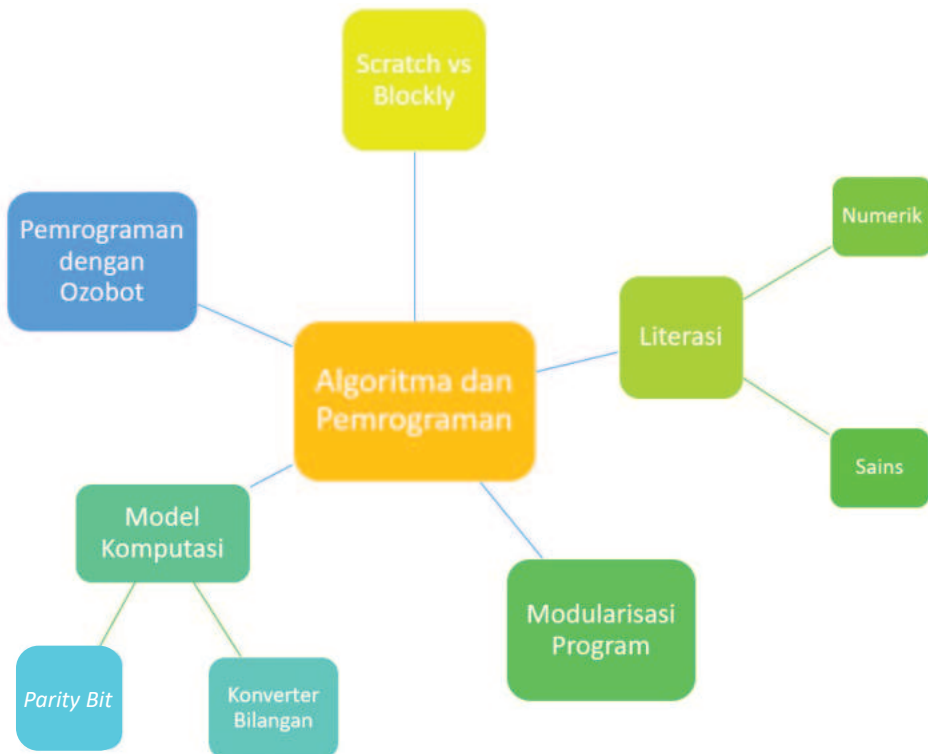 Scratch vs
Blockly
Pemrograman
dengan
Ozobot
Numerik
Literasi
Algoritma dan
Pemrograman
Sains
Model
Komputasi
Modularisasi
Program
Parity Bit
Konverter
Bilangan